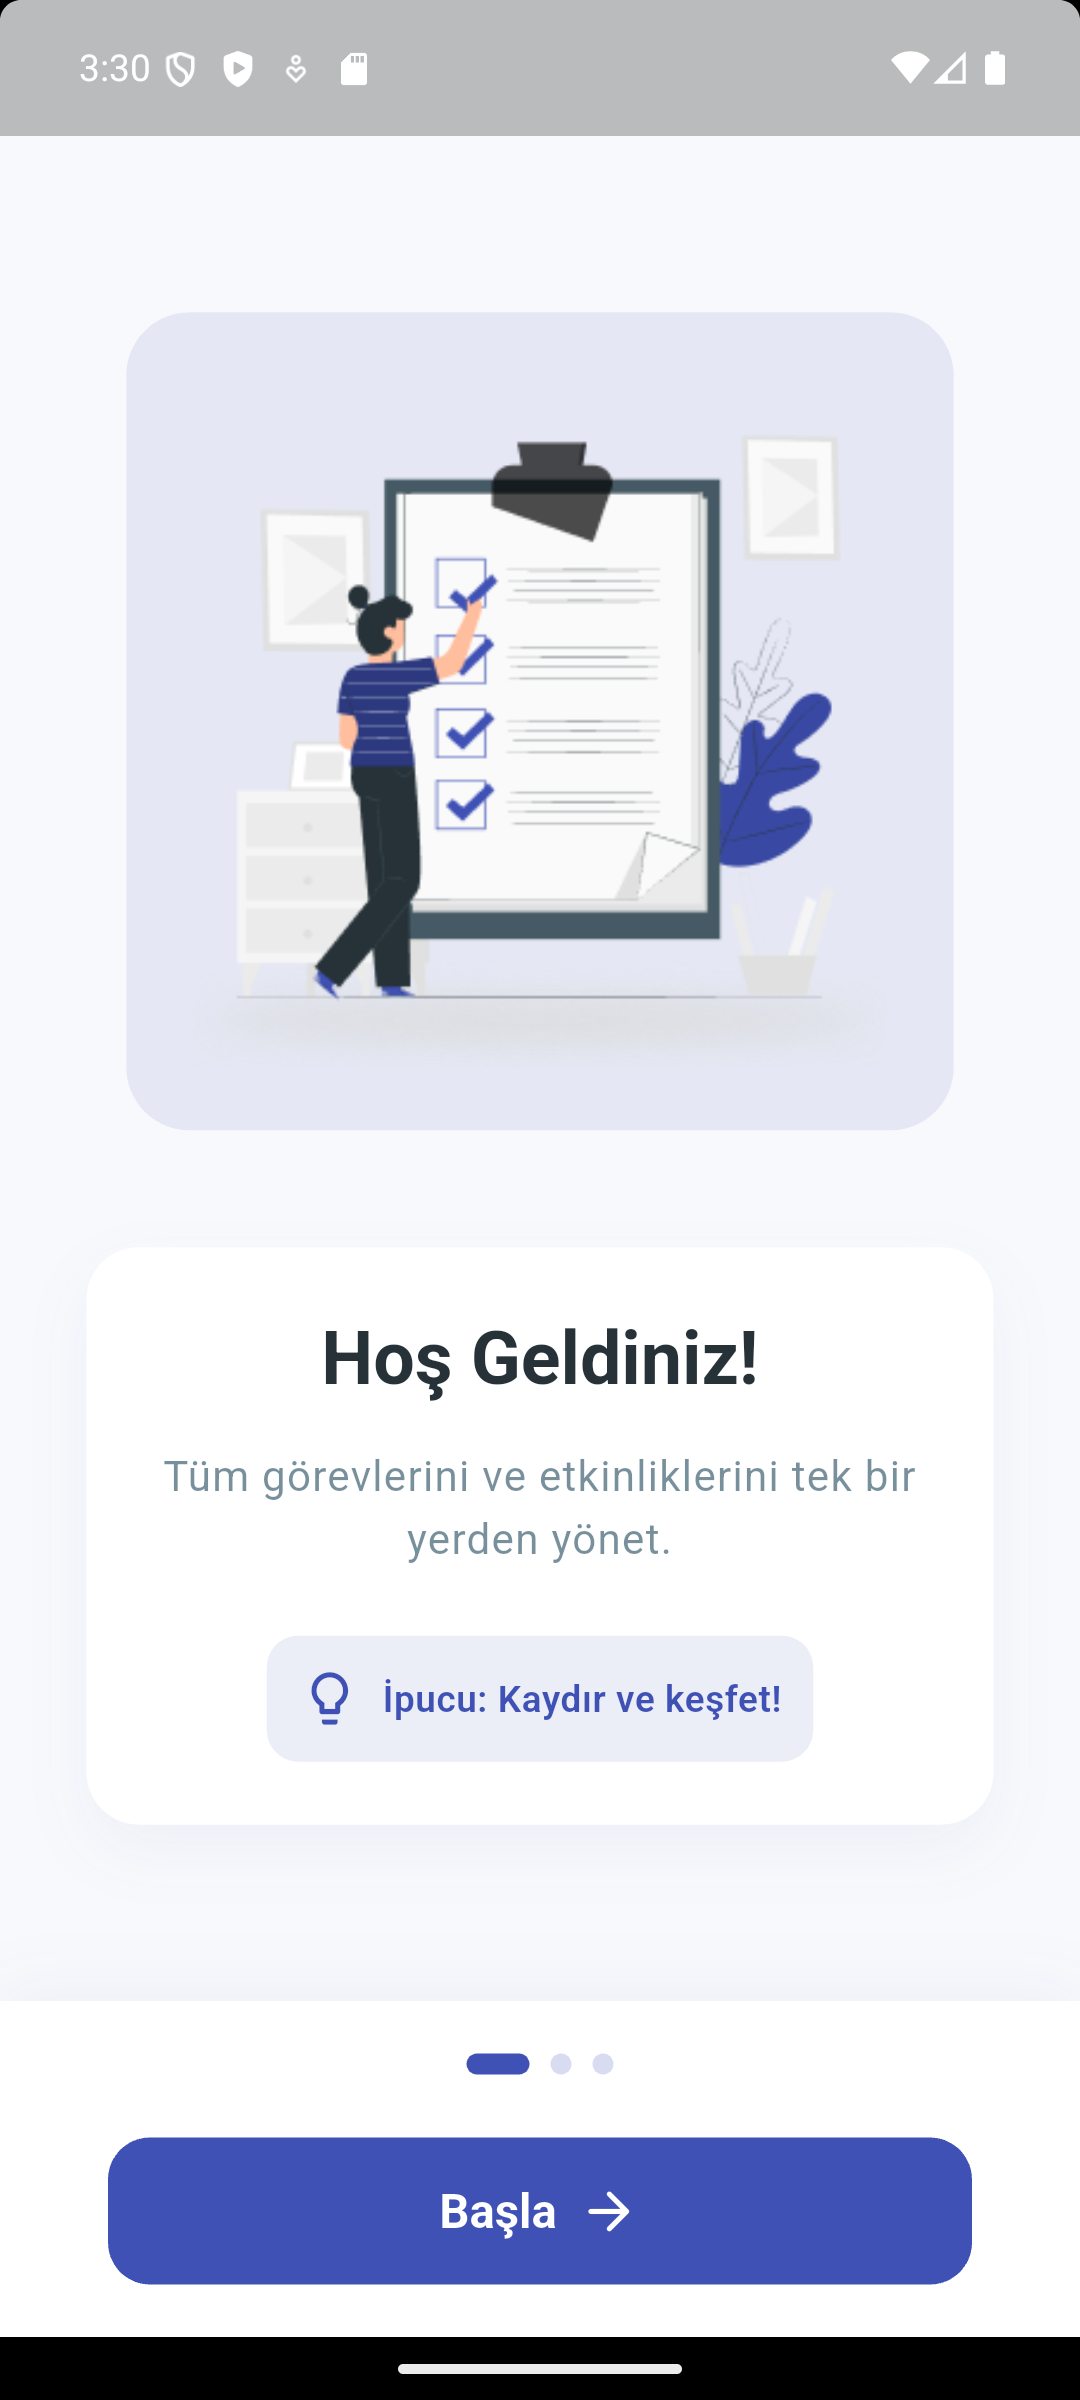 3:30
Hoş Geldiniz!
Tüm görevlerini ve etkinliklerini tek bir
yerden yönet.
İpucu: Kaydır ve keşfet!
Başla